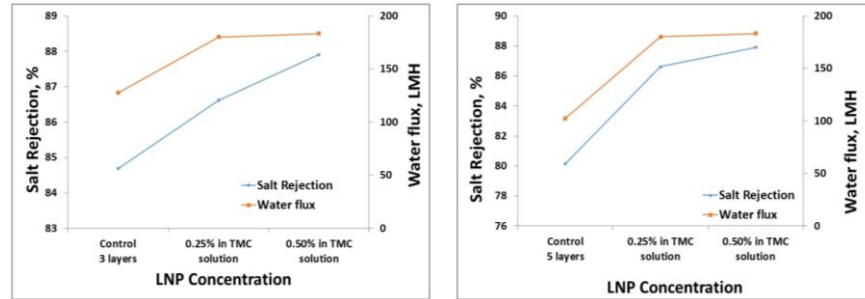 89
88
87
86
85
84
83
Salt Rejection, %
200
150
100
50
0
Water flux, LMH
Salt Rejection
Water flux
Control
3 layers
0.25% in TMC
solution
0.50% in TMC
solution
LNP Concentration
90
88
86
84
82
80
78
76
Salt Rejection, %
200
150
100
50
0
Water flux, LMH
Salt Rejection
Water flux
Control
5 layers
0.25% in TMC
solution
0.50% in TMC
solution
LNP Concentration